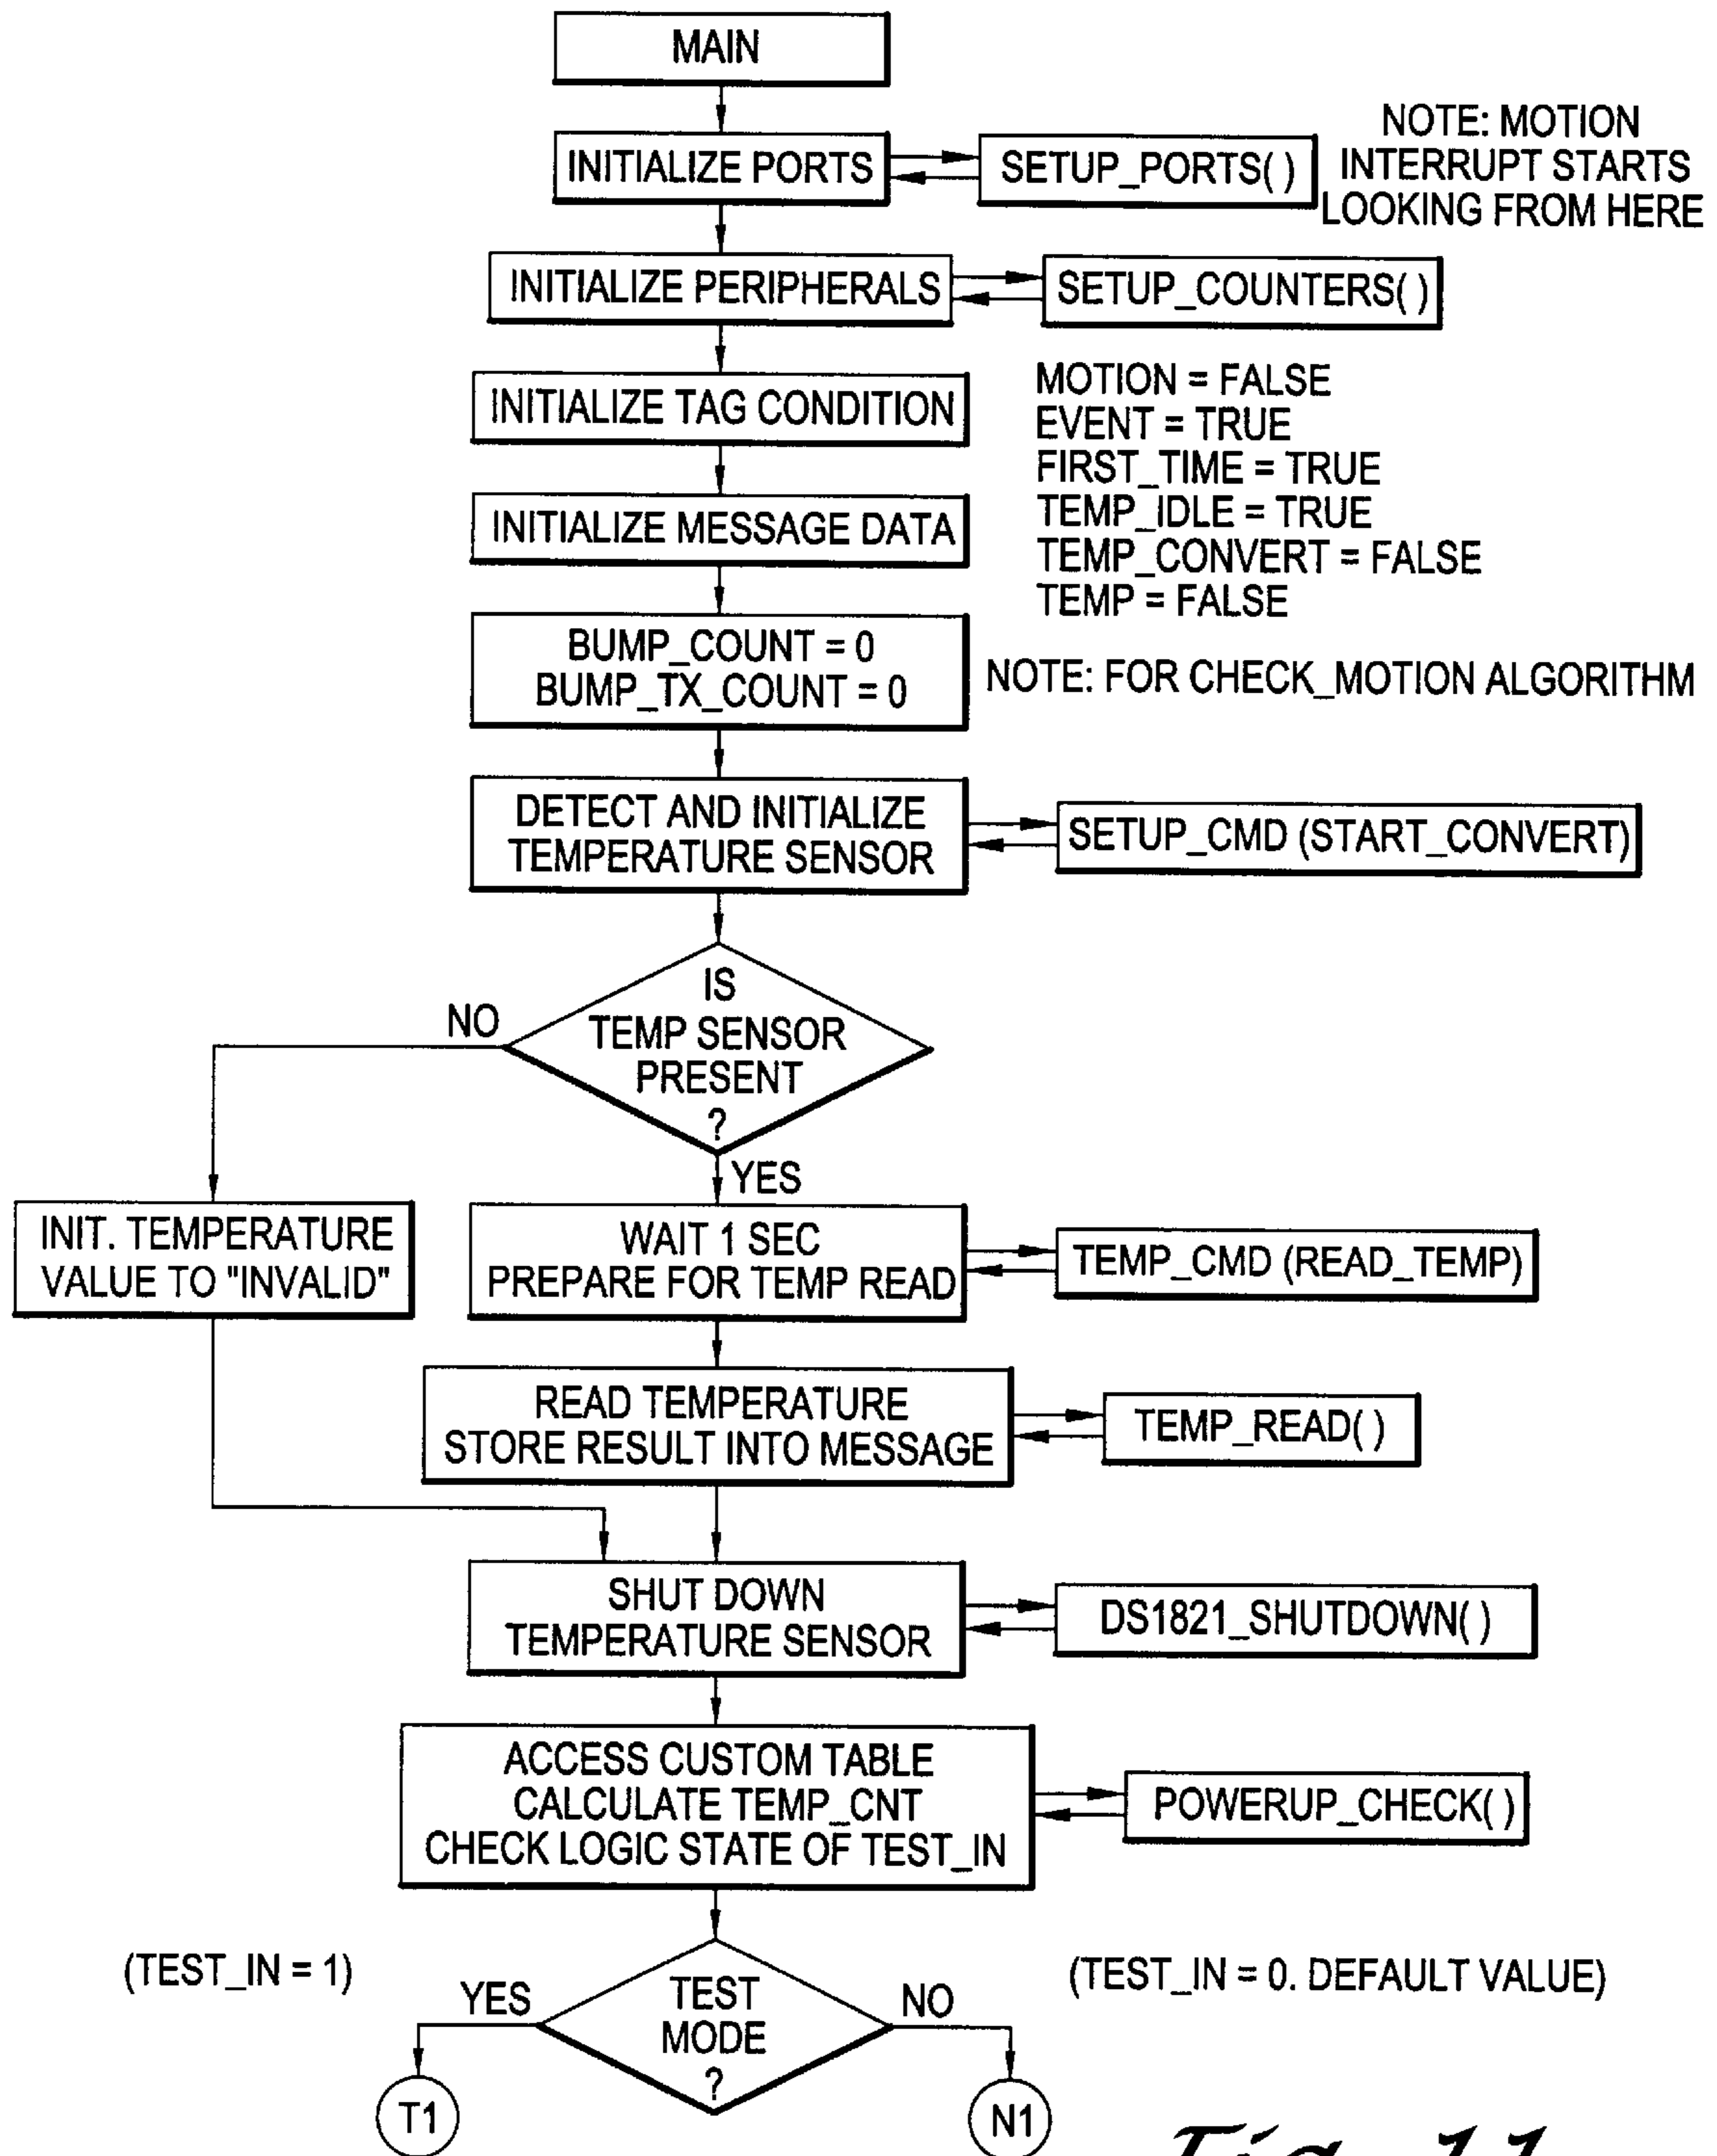 MAIN
INITIALIZE PORTS
SETUP_PORTS( )
NOTE: MOTION
INTERRUPT STARTS
LOOKING FROM HERE
INITIALIZE PERIPHERALS
SETUP_COUNTERS( )
INITIALIZE TAG CONDITION
MOTION = FALSE
EVENT = TRUE
FIRST_TIME = TRUE
TEMP_IDLE = TRUE
TEMP_CONVERT = FALSE
TEMP = FALSE
INITIALIZE MESSAGE DATA
BUMP_COUNT = 0
BUMP_TX_COUNT = 0
NOTE: FOR CHECK_MOTION ALGORITHM
DETECT AND INITIALIZE
TEMPERATURE SENSOR
SETUP_CMD (START_CONVERT)
IS
TEMP SENSOR
PRESENT
?
NO
YES
INIT. TEMPERATURE
VALUE TO "INVALID"
WAIT 1 SEC
PREPARE FOR TEMP READ
TEMP_CMD (READ_TEMP)
READ TEMPERATURE
STORE RESULT INTO MESSAGE
TEMP_READ( )
SHUT DOWN
TEMPERATURE SENSOR
DS1821_SHUTDOWN( )
ACCESS CUSTOM TABLE
CALCULATE TEMP_CNT
CHECK LOGIC STATE OF TEST_IN
POWERUP_CHECK( )
(TEST_IN = 1)
YES
TEST
MODE
?
NO
(TEST_IN = 0. DEFAULT VALUE)
T1
N1